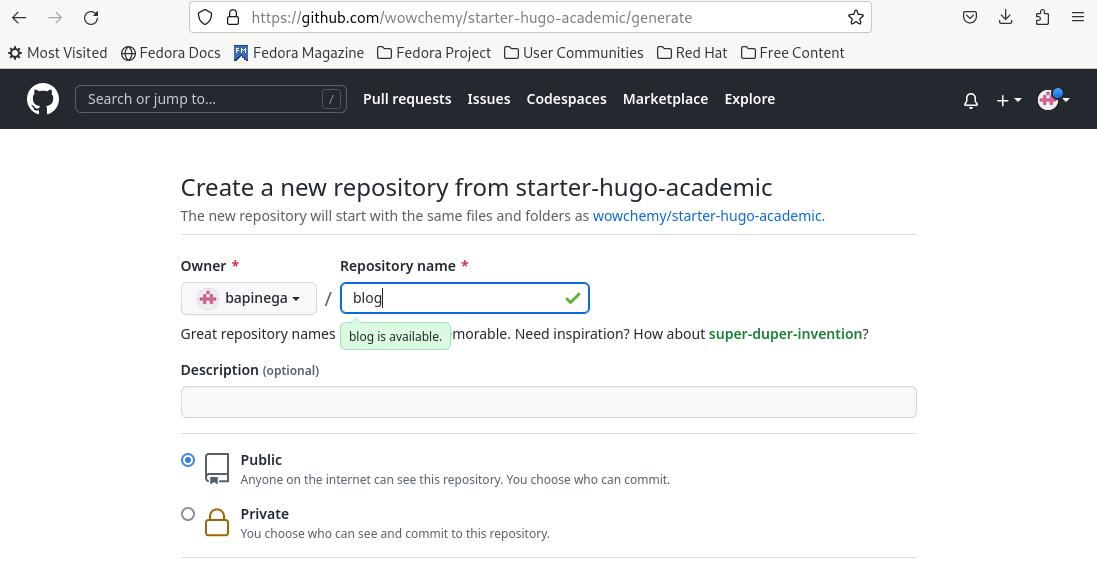 https://github.com/wowchemy/starter-hugo-academic/generate
Most Visited Fedora Docs Fedora Magazine Fedora Project User Communities Red Hat Free Content
Search or jump to... / Pull requests Issues Codespaces Marketplace Explore
Create a new repository from starter-hugo-academic
The new repository will start with the same files and folders as wowchemy/starter-hugo-academic.
Owner * Repository name *
bapinega / blog
Great repository names morable. Need inspiration? How about super-duper-invention?
blog is available.
Description (optional)
Public
Anyone on the internet can see this repository. You choose who can commit.
Private
You choose who can see and commit to this repository.